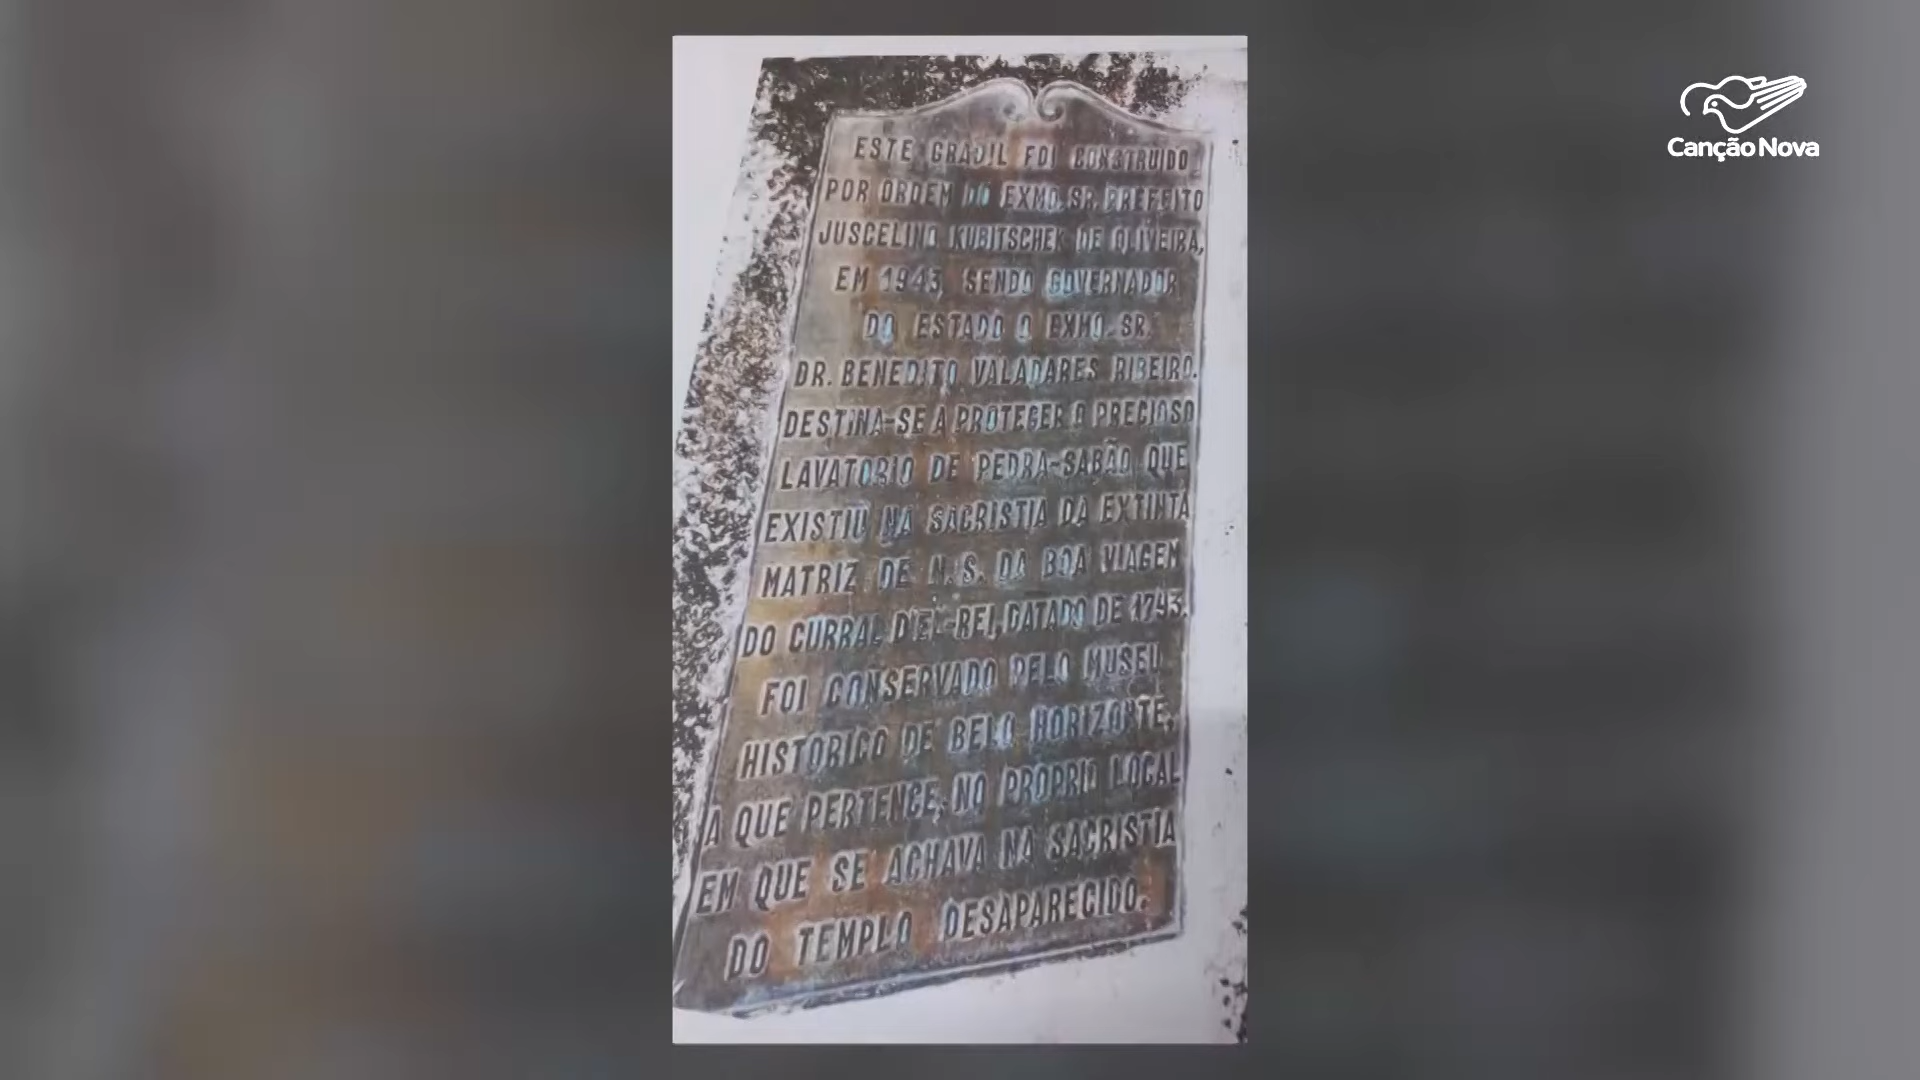 ESTE GRADIL FOI CONSTRUIDO
POR ORDEM DO EXMO. SR. PREFEITO
JUSCELINO KUBITSCHEK DE OLIVEIRA,
EM 1943, SENDO GOVERNADOR
DO ESTADO O EXMO. SR.
DR. BENEDITO VALADARES RIBEIRO.
DESTINA-SE A PROTEGER O PRECIOSO
LAVATORIO DE PEDRA-SABÃO QUE
EXISTIU NA SACRISTIA DA EXTINTA
MATRIZ DE N. S. DA BOA VIAGEM
DO CURRAL D'EL-REI, DATADO DE 1793.
FOI CONSERVADO PELO MUSEU
HISTORICO DE BELO HORIZONTE,
A QUE PERTENCE, NO PROPRIO LOCAL
EM QUE SE ACHAVA NA SACRISTIA
DO TEMPLO DESAPARECIDO.
Canção Nova